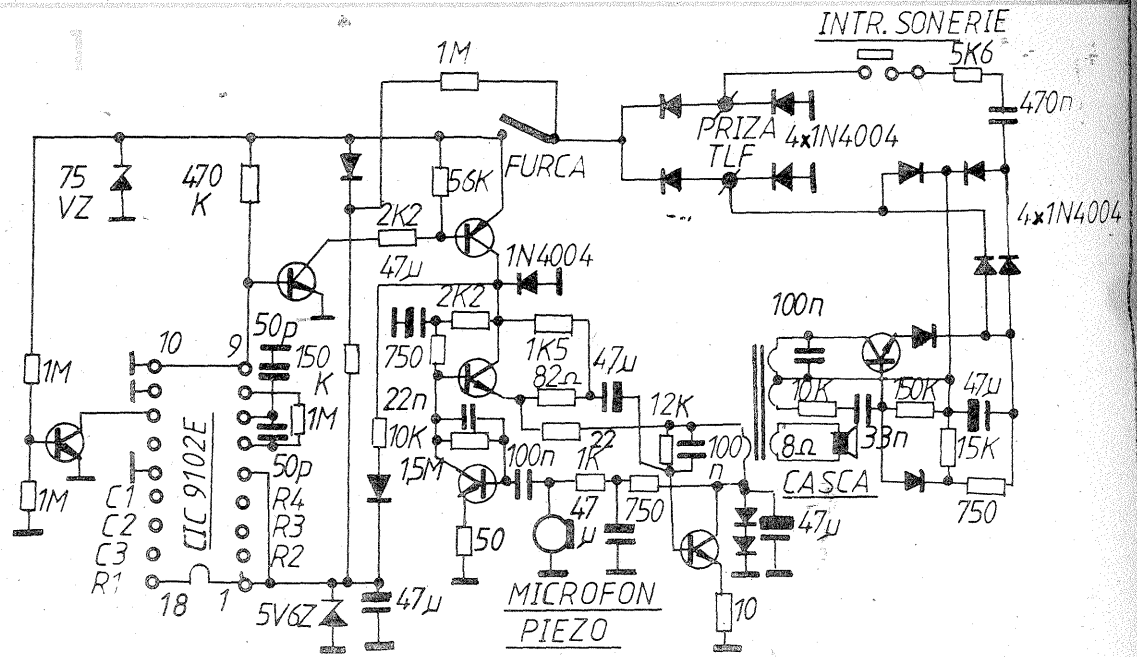 INTR. SONERIE
5K6
1M
470n
PRIZA
TLF
4x1N4004
FURCA
75
VZ
470
K
56K
2K2
4x1N4004
47µ
1N4004
2K2
100n
50p
10
9
750
1K5
47µ
1M
150
K
82Ω
10K
150K
47µ
22n
12K
1M
10K
22
100
n
8Ω
33n
15K
1,5M
100n
1K
CASCA
50p
1M
C1
R4
47
µ
750
750
C2
R3
50
47µ
C3
R2
R1
CIC 9102E
18
1
5V6Z
47µ
MICROFON
PIEZO
10